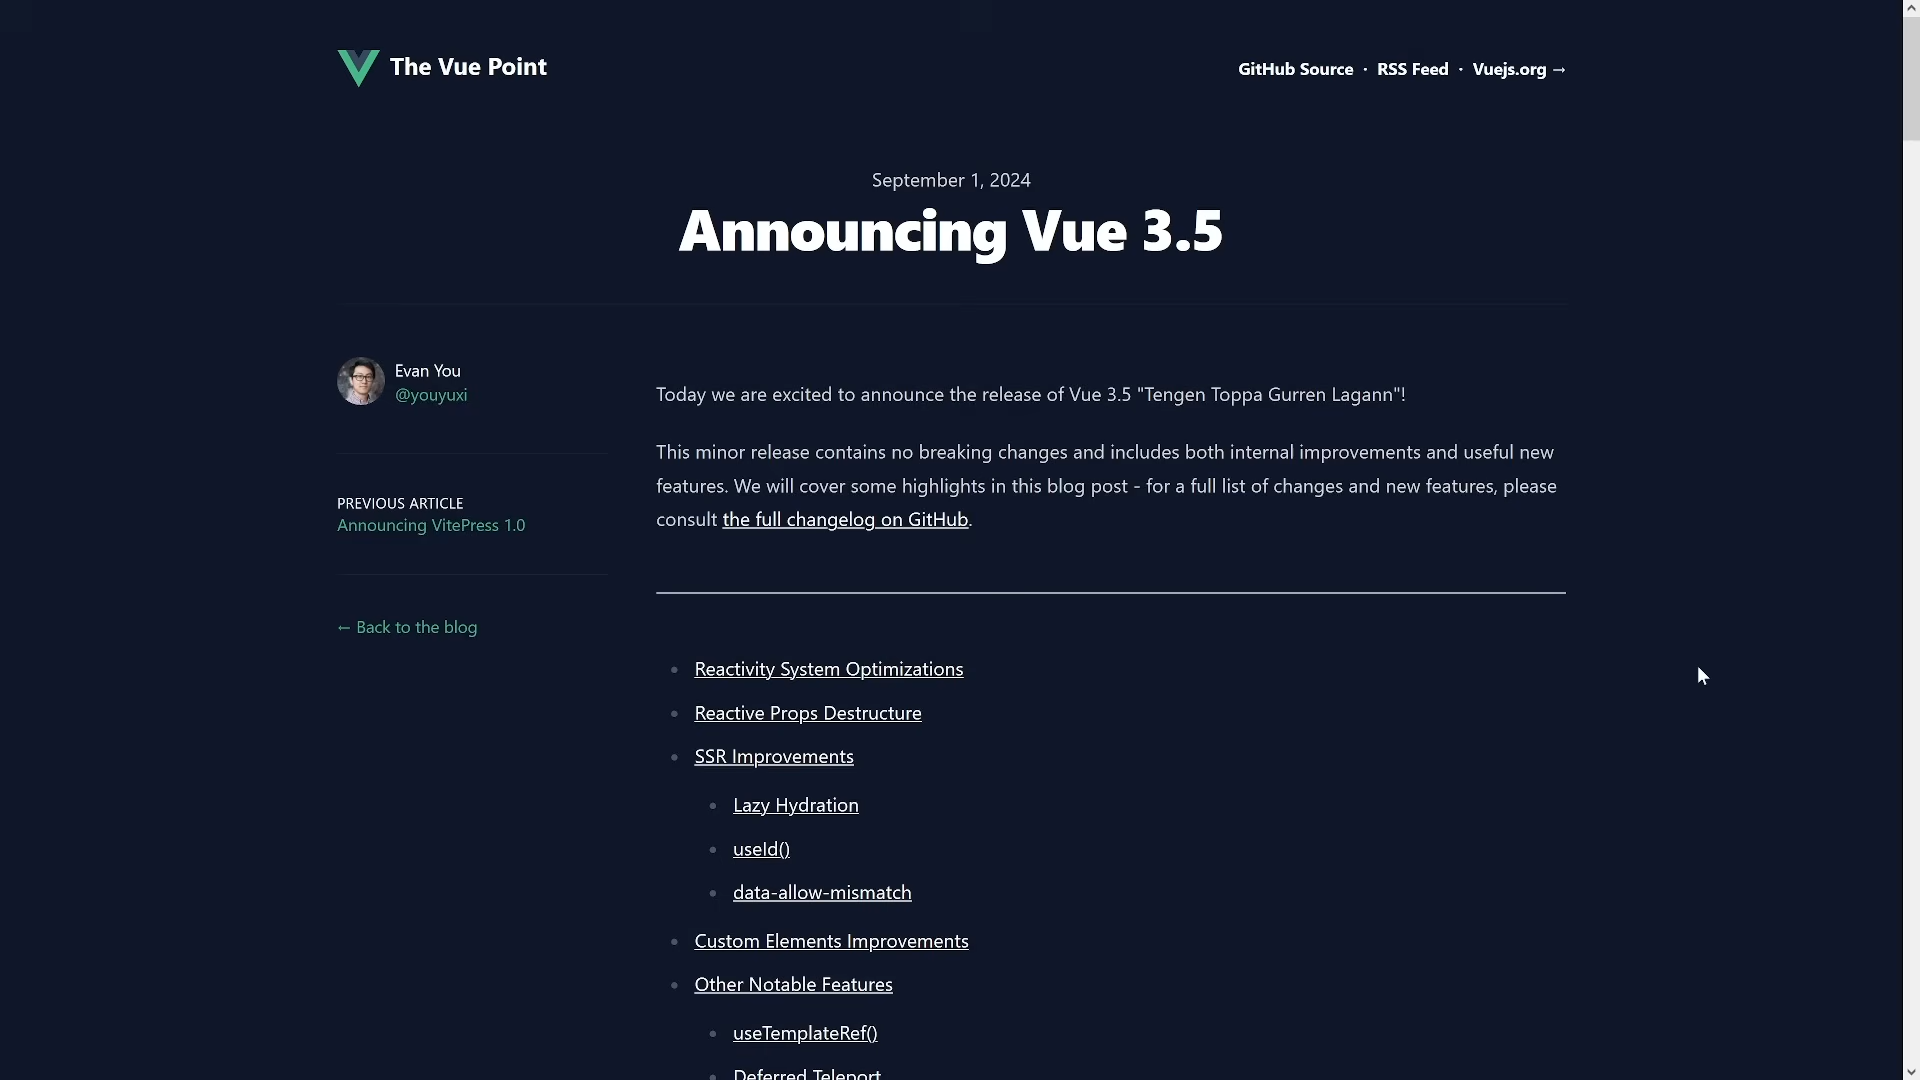 The Vue Point
GitHub Source · RSS Feed · Vuejs.org →
September 1, 2024
Announcing Vue 3.5
Evan You
@youyuxi
PREVIOUS ARTICLE
Announcing VitePress 1.0
← Back to the blog
Today we are excited to announce the release of Vue 3.5 "Tengen Toppa Gurren Lagann"!
This minor release contains no breaking changes and includes both internal improvements and useful new
features. We will cover some highlights in this blog post - for a full list of changes and new features, please
consult the full changelog on GitHub.
Reactivity System Optimizations
Reactive Props Destructure
SSR Improvements
Lazy Hydration
useId()
data-allow-mismatch
Custom Elements Improvements
Other Notable Features
useTemplateRef()
Deferred Teleport